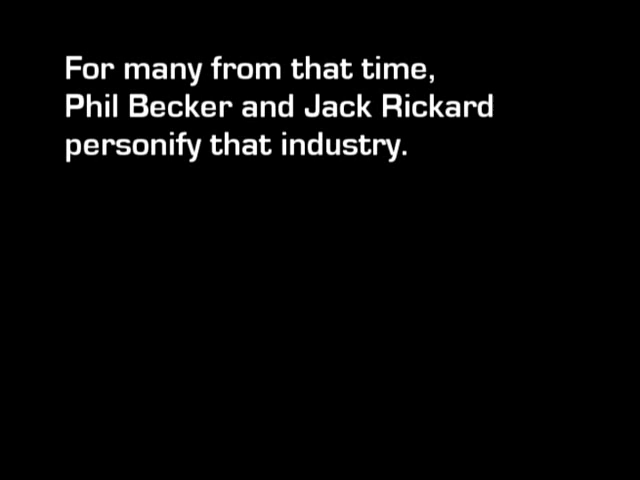 For many from that time,
Phil Becker and Jack Rickard
personify that industry.